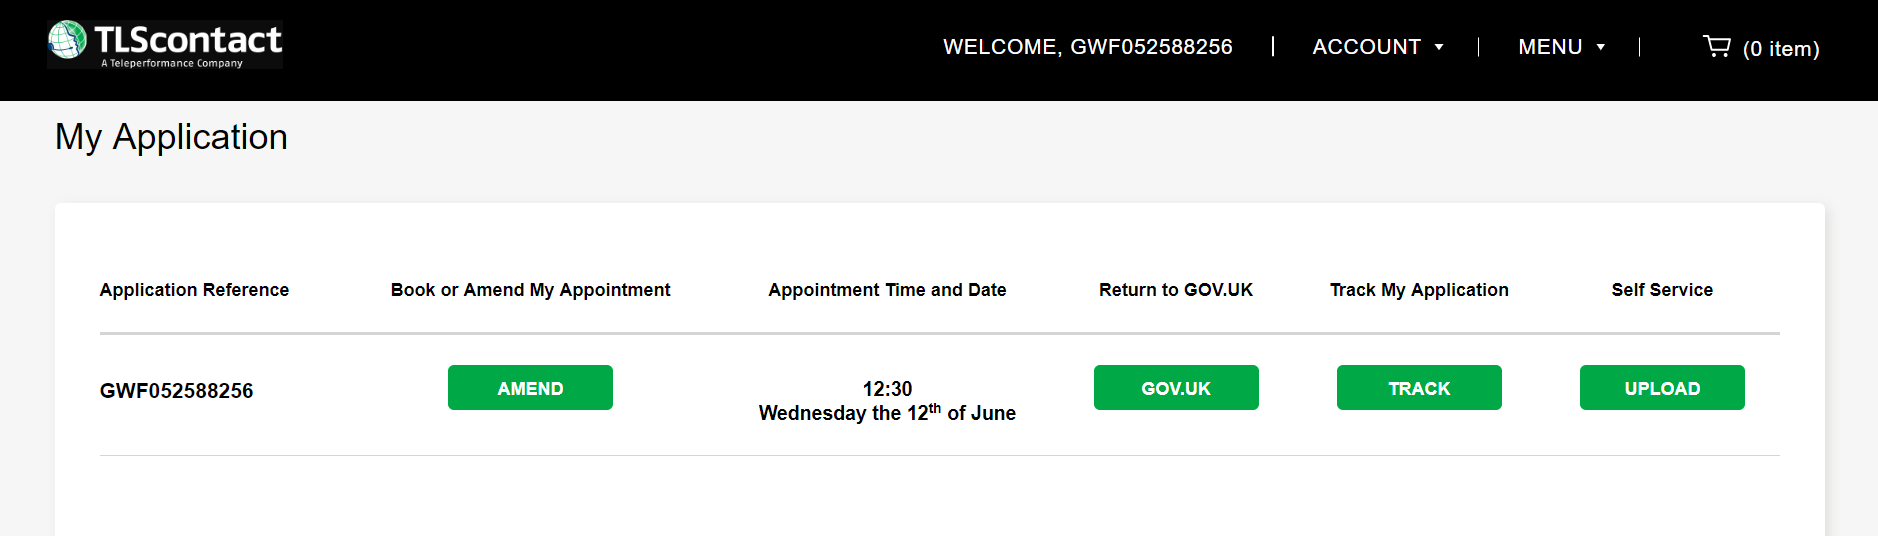 TLScontact
A Teleperformance Company
WELCOME, GWF052588256 | ACCOUNT ▼ | MENU ▼ | (0 item)
My Application
Application Reference Book or Amend My Appointment Appointment Time and Date Return to GOV.UK Track My Application Self Service
GWF052588256 AMEND 12:30 GOV.UK TRACK UPLOAD
Wednesday the 12th of June